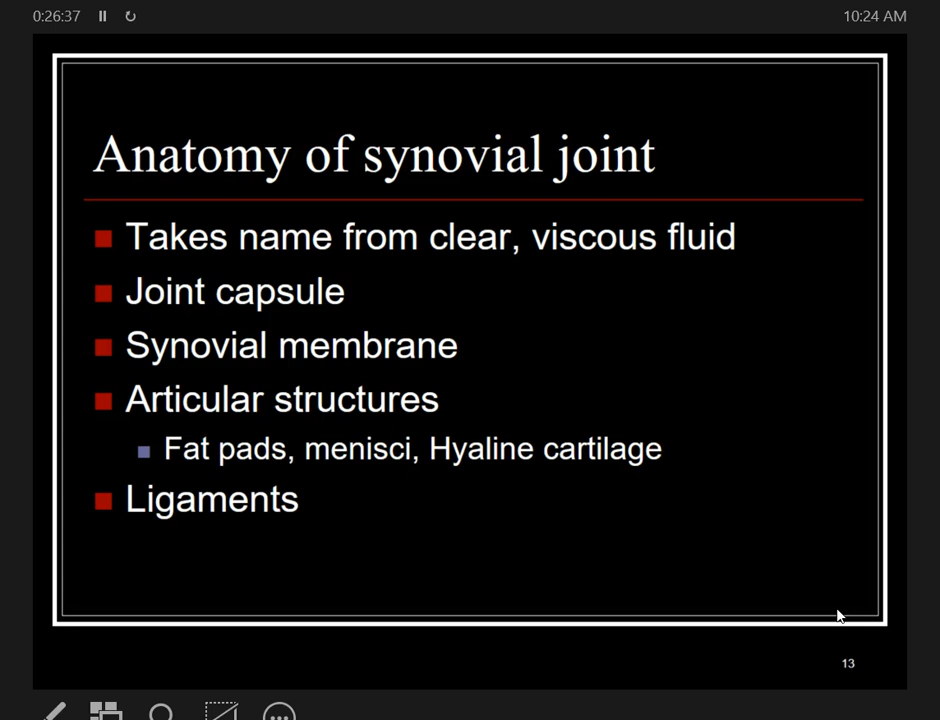 0:26:37
10:24 AM
Anatomy of synovial joint
Takes name from clear, viscous fluid
Joint capsule
Synovial membrane
Articular structures
Fat pads, menisci, Hyaline cartilage
Ligaments
13